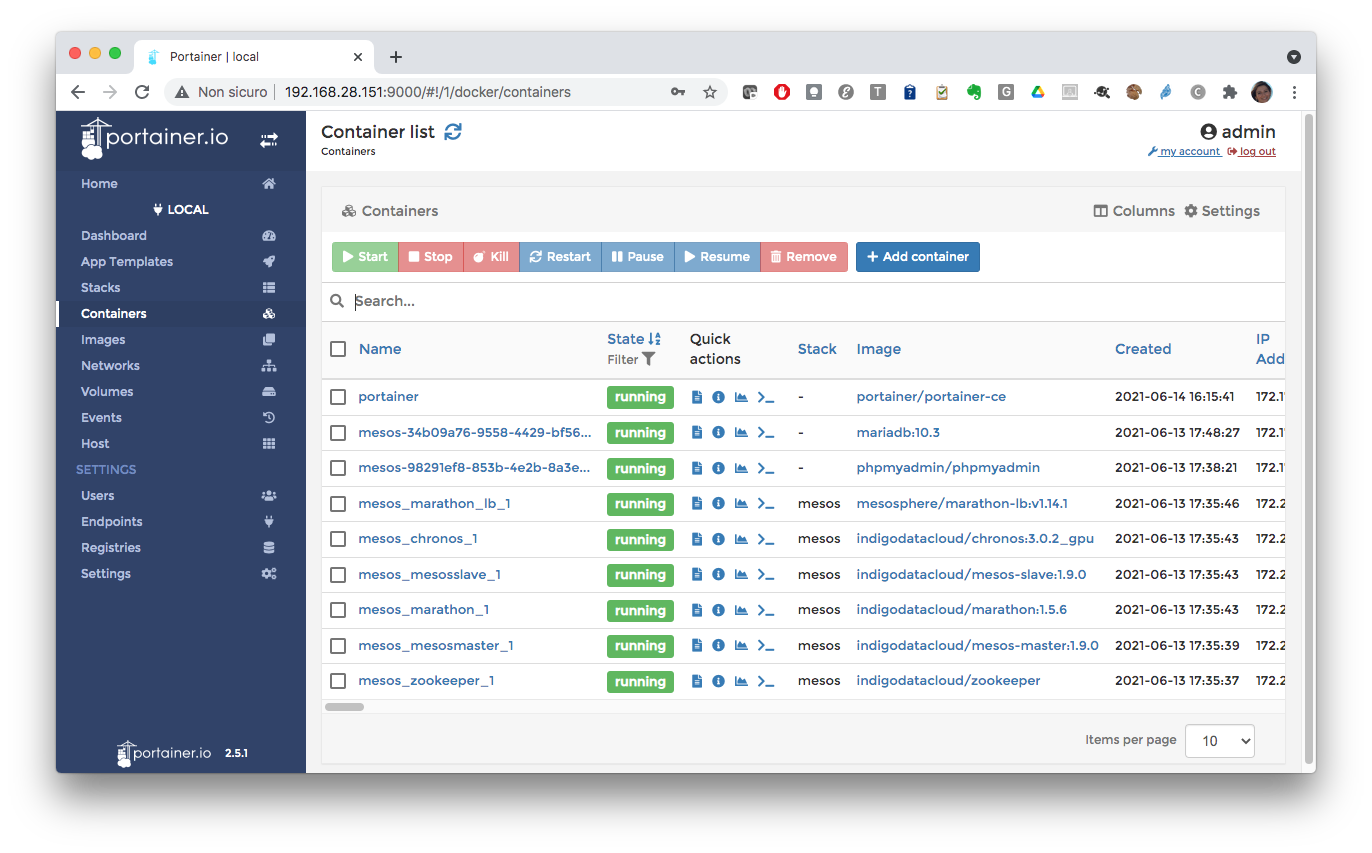 Portainer | local
Non sicuro 192.168.28.151:9000/#!/1/docker/containers
portainer.io
Home
LOCAL
Dashboard
App Templates
Stacks
Containers
Images
Networks
Volumes
Events
Host
SETTINGS
Users
Endpoints
Registries
Settings
portainer.io 2.5.1
Container list
Containers
admin
my account log out
Containers
Columns Settings
Start Stop Kill Restart Pause Resume Remove Add container
Search...
Name State Filter Quick actions Stack Image Created IP Add
portainer running - portainer/portainer-ce 2021-06-14 16:15:41 172.1
mesos-34b09a76-9558-4429-bf56... running - mariadb:10.3 2021-06-13 17:48:27 172.1
mesos-98291ef8-853b-4e2b-8a3e... running - phpmyadmin/phpmyadmin 2021-06-13 17:38:21 172.1
mesos_marathon_lb_1 running mesos mesosphere/marathon-lb:v1.14.1 2021-06-13 17:35:46 172.2
mesos_chronos_1 running mesos indigodatacloud/chronos:3.0.2_gpu 2021-06-13 17:35:43 172.2
mesos_mesosslave_1 running mesos indigodatacloud/mesos-slave:1.9.0 2021-06-13 17:35:43 172.2
mesos_marathon_1 running mesos indigodatacloud/marathon:1.5.6 2021-06-13 17:35:43 172.2
mesos_mesosmaster_1 running mesos indigodatacloud/mesos-master:1.9.0 2021-06-13 17:35:39 172.2
mesos_zookeeper_1 running mesos indigodatacloud/zookeeper 2021-06-13 17:35:37 172.2
Items per page 10